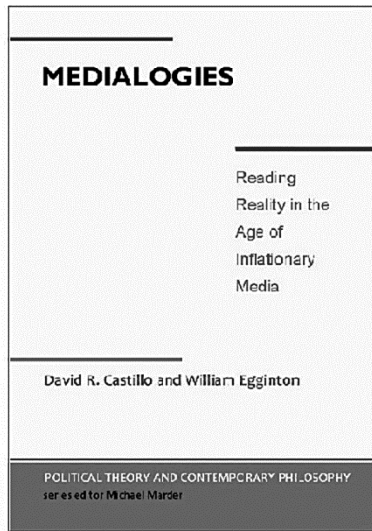 MEDIALOGIES
Reading
Reality in the
Age of
Inflationary
Media
David R. Castillo and William Egginton
POLITICAL THEORY AND CONTEMPORARY PHILOSOPHY
series editor Michael Marder